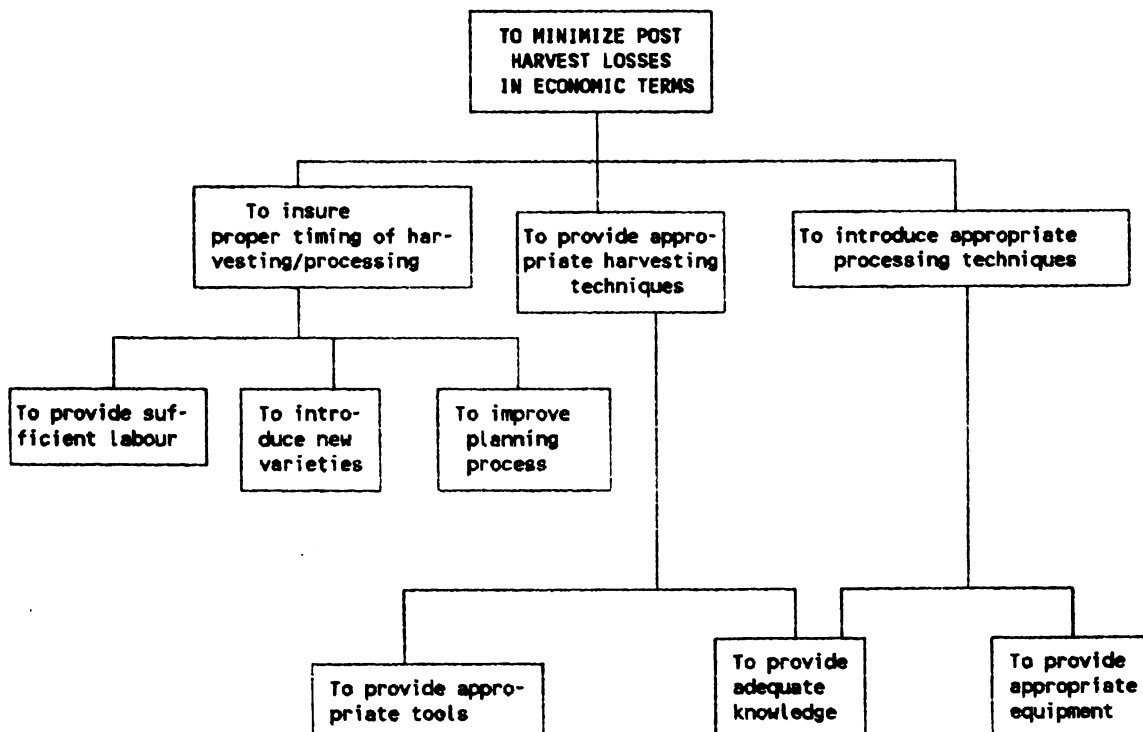 TO MINIMIZE POST
HARVEST LOSSES
IN ECONOMIC TERMS
To insure
proper timing of har-
vesting/processing
To provide appro-
priate harvesting
techniques
To introduce appropriate
processing techniques
To provide suf-
ficient labour
To intro-
duce new
varieties
To improve
planning
process
To provide appro-
priate tools
To provide
adequate
knowledge
To provide
appropriate
equipment